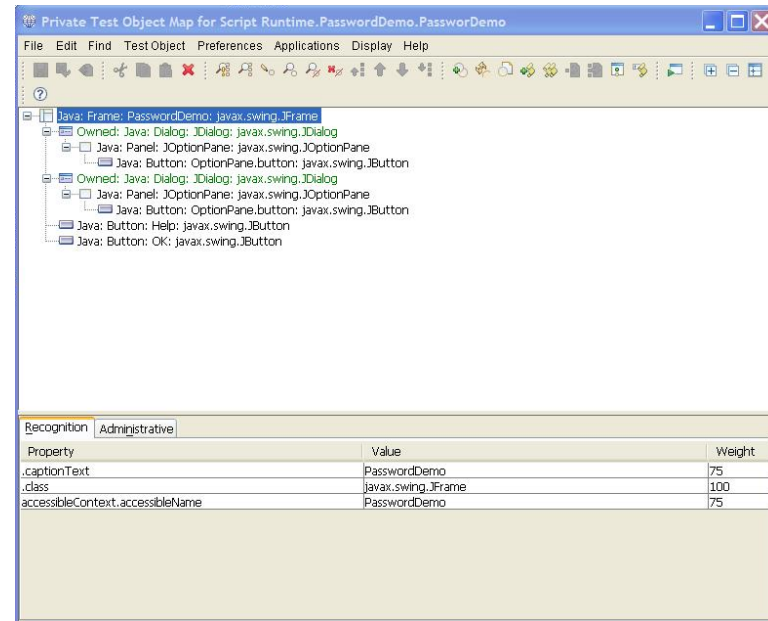 Private Test Object Map for Script Runtime.PasswordDemo.PassworDemo
File Edit Find Test Object Preferences Applications Display Help
Java: Frame: PasswordDemo: javax.swing.JFrame
Owned: Java: Dialog: JDialog: javax.swing.JDialog
Java: Panel: JOptionPane: javax.swing.JOptionPane
Java: Button: OptionPane.button: javax.swing.JButton
Owned: Java: Dialog: JDialog: javax.swing.JDialog
Java: Panel: JOptionPane: javax.swing.JOptionPane
Java: Button: OptionPane.button: javax.swing.JButton
Java: Button: Help: javax.swing.JButton
Java: Button: OK: javax.swing.JButton
Recognition Administrative
Property Value Weight
.captionText PasswordDemo 75
.class javax.swing.JFrame 100
accessibleContext.accessibleName PasswordDemo 75